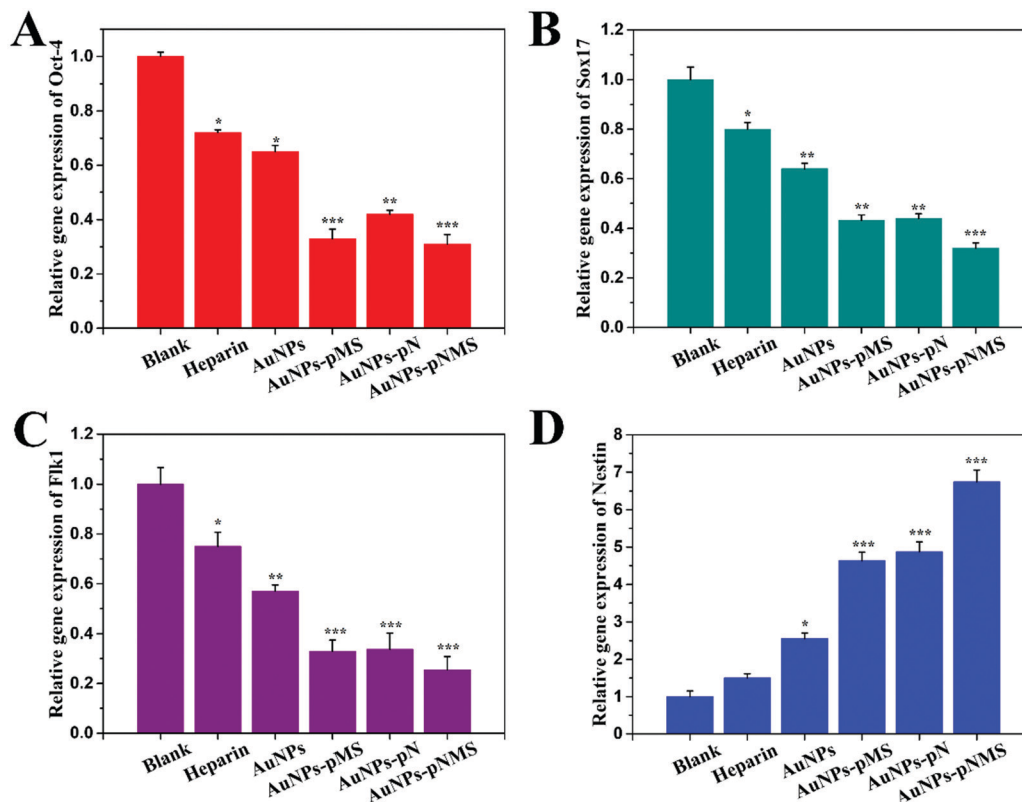 A
Relative gene expression of Oct-4
1.0
0.8
0.6
0.4
0.2
0.0
*
*
***
**
***
Blank
Heparin
AuNPs
AuNPs-pMS
AuNPs-pN
AuNPs-pNMS
B
Relative gene expression of Sox17
1.2
1.0
0.8
0.6
0.4
0.2
0.0
*
**
**
**
***
Blank
Heparin
AuNPs
AuNPs-pMS
AuNPs-pN
AuNPs-pNMS
C
Relative gene expression of Flk1
1.2
1.0
0.8
0.6
0.4
0.2
0.0
*
**
***
***
***
Blank
Heparin
AuNPs
AuNPs-pMS
AuNPs-pN
AuNPs-pNMS
D
Relative gene expression of Nestin
8
7
6
5
4
3
2
1
0
*
***
***
***
Blank
Heparin
AuNPs
AuNPs-pMS
AuNPs-pN
AuNPs-pNMS